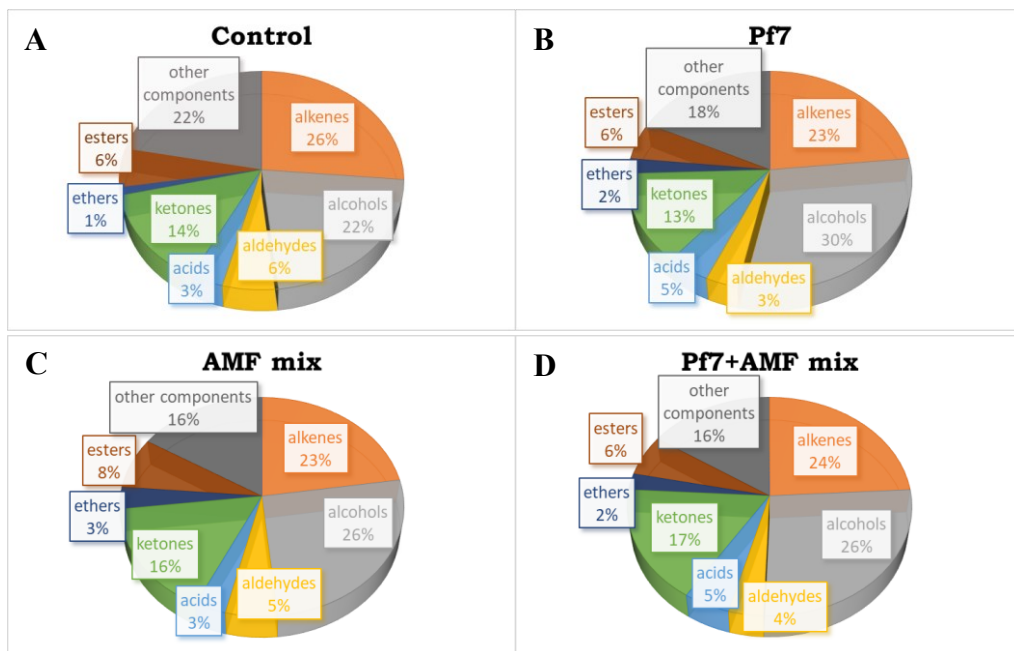 A
Control
other
components
22%
alkenes
26%
alcohols
22%
aldehydes
6%
acids
3%
ketones
14%
ethers
1%
esters
6%
B
Pf7
other
components
18%
alkenes
23%
alcohols
30%
aldehydes
3%
acids
5%
ketones
13%
ethers
2%
esters
6%
C
AMF mix
other components
16%
alkenes
23%
alcohols
26%
aldehydes
5%
acids
3%
ketones
16%
ethers
3%
esters
8%
D
Pf7+AMF mix
other
components
16%
alkenes
24%
alcohols
26%
aldehydes
4%
acids
5%
ketones
17%
ethers
2%
esters
6%